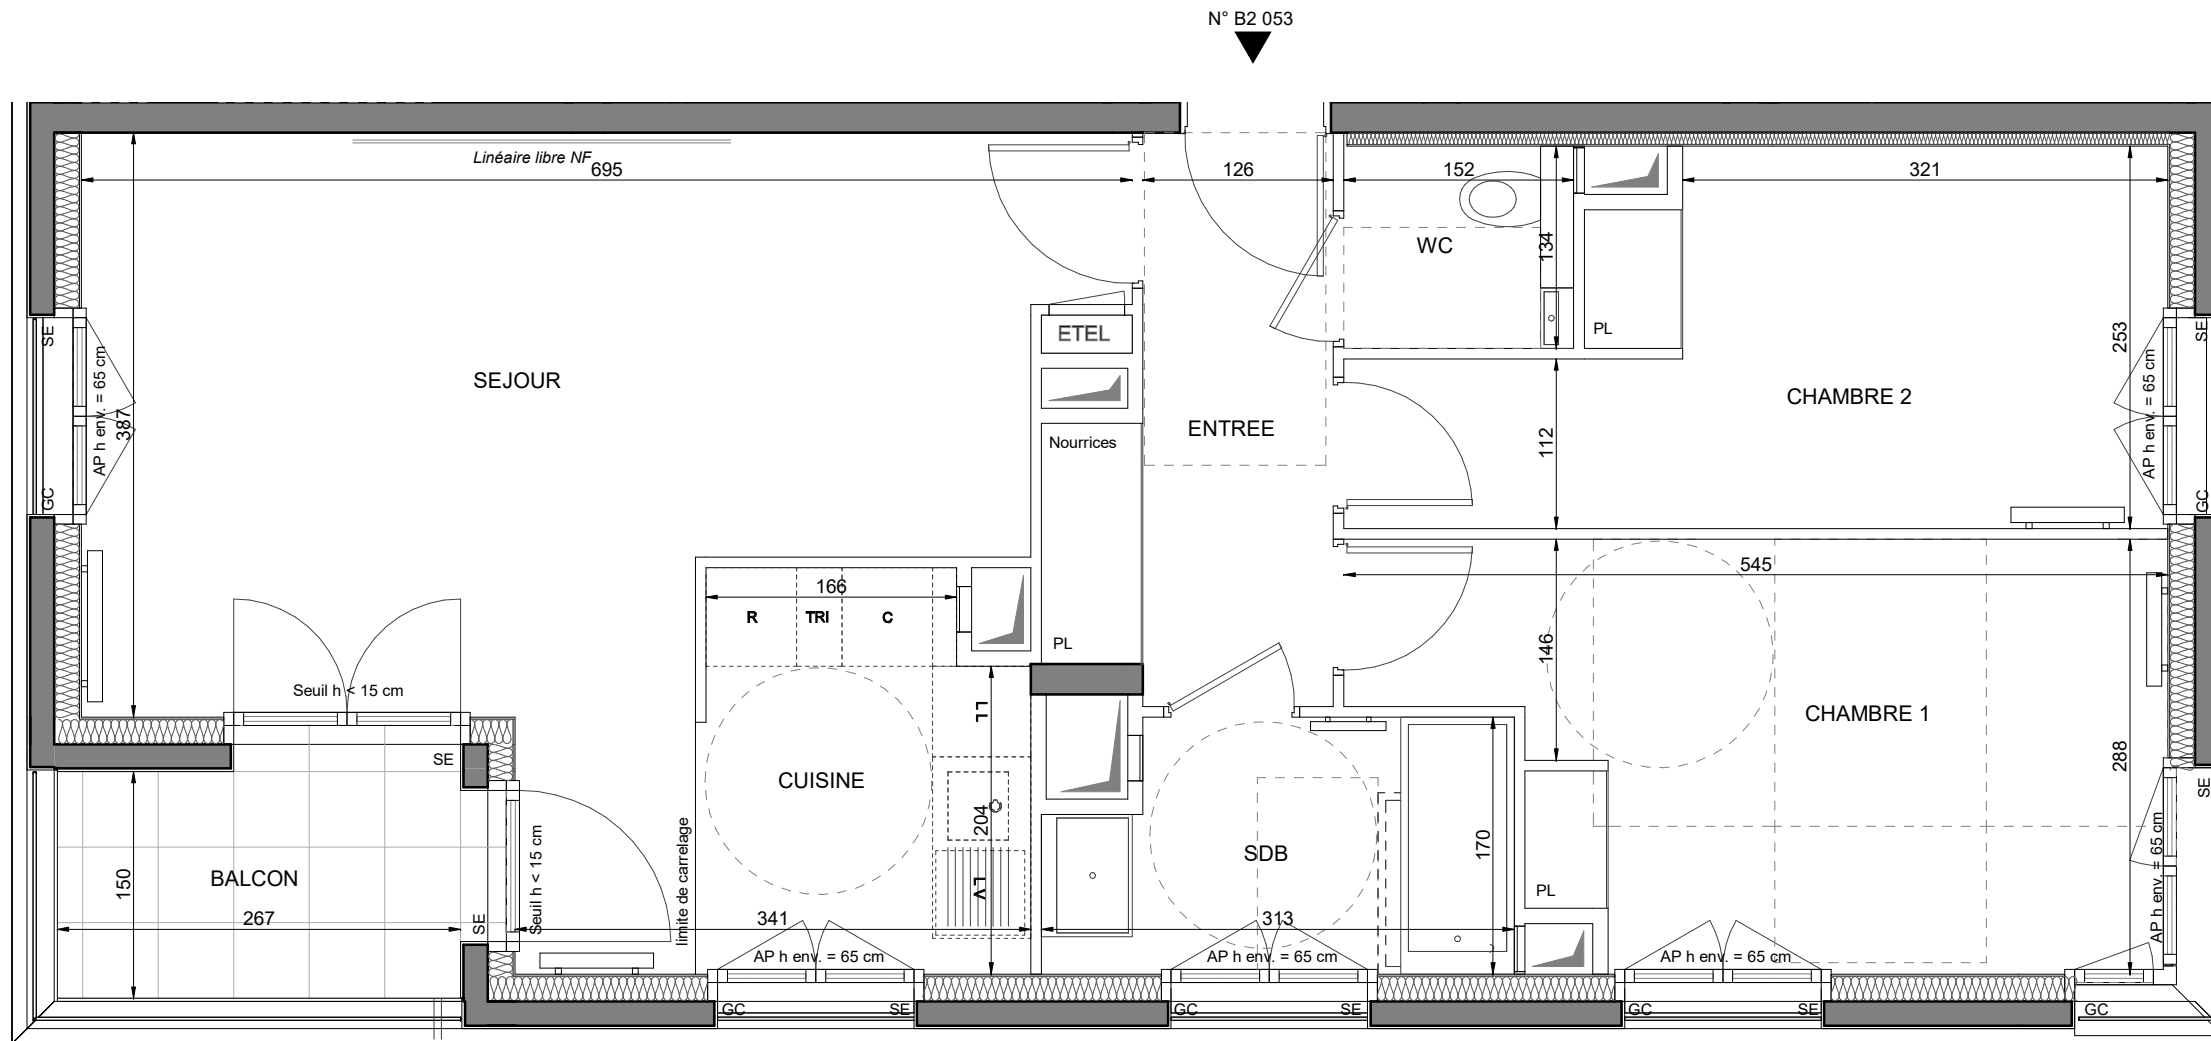 N° B2 053
Linéaire libre NF
695
126
152
321
WC
134
PL
SE
AP h env. = 65 cm
387
GC
SEJOUR
ETEL
Nourrices
PL
ENTREE
112
CHAMBRE 2
253
AP h env. = 65 cm
SE
GC
166
R
TRI
C
545
146
CHAMBRE 1
288
Seuil h < 15 cm
SE
LL
CUISINE
204
LV
SDB
170
PL
SE
AP h env. = 65 cm
BALCON
150
267
SE
Seuil h < 15 cm
limite de carrelage
341
313
AP h env. = 65 cm
AP h env. = 65 cm
AP h env. = 65 cm
GC
SE
GC
SE
GC
SE
GC